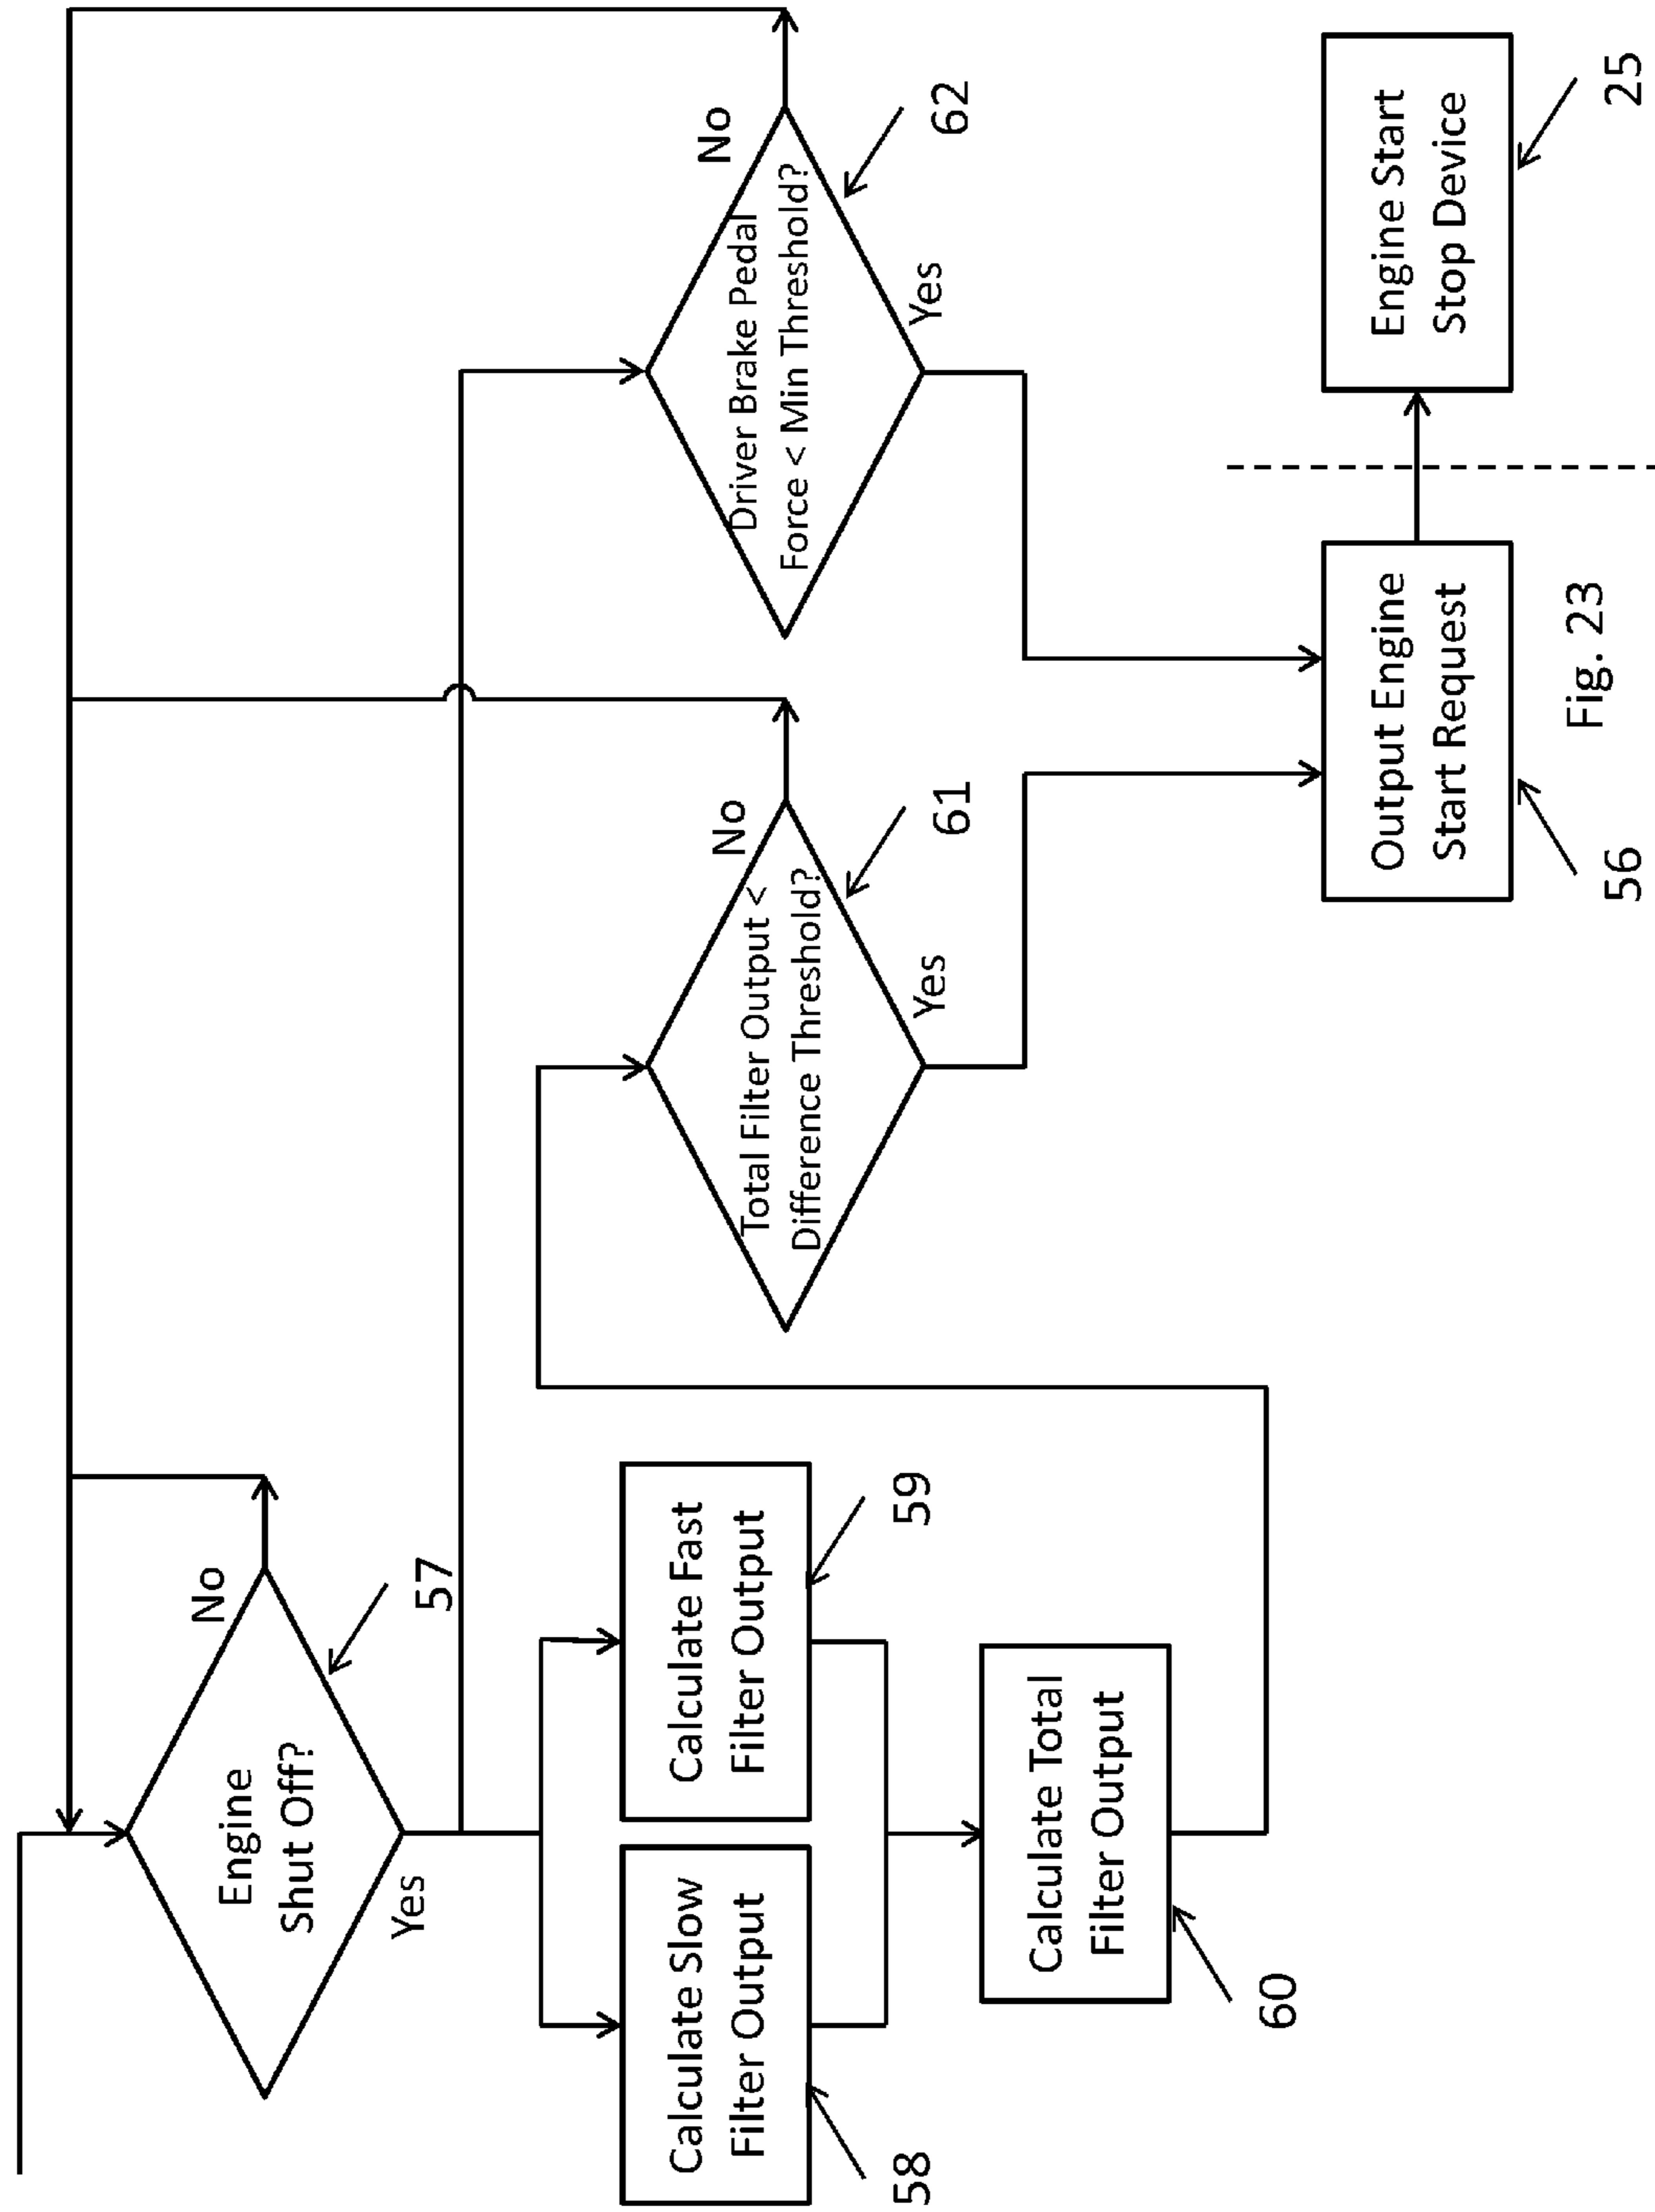 Engine
Shut Off?
No
Yes
57
Calculate Slow
Filter Output
58
Calculate Fast
Filter Output
59
Calculate Total
Filter Output
60
Total Filter Output <
Difference Threshold?
No
Yes
61
Driver Brake Pedal
Force < Min Threshold?
No
Yes
62
Output Engine
Start Request
56
Engine Start
Stop Device
25
Fig. 23